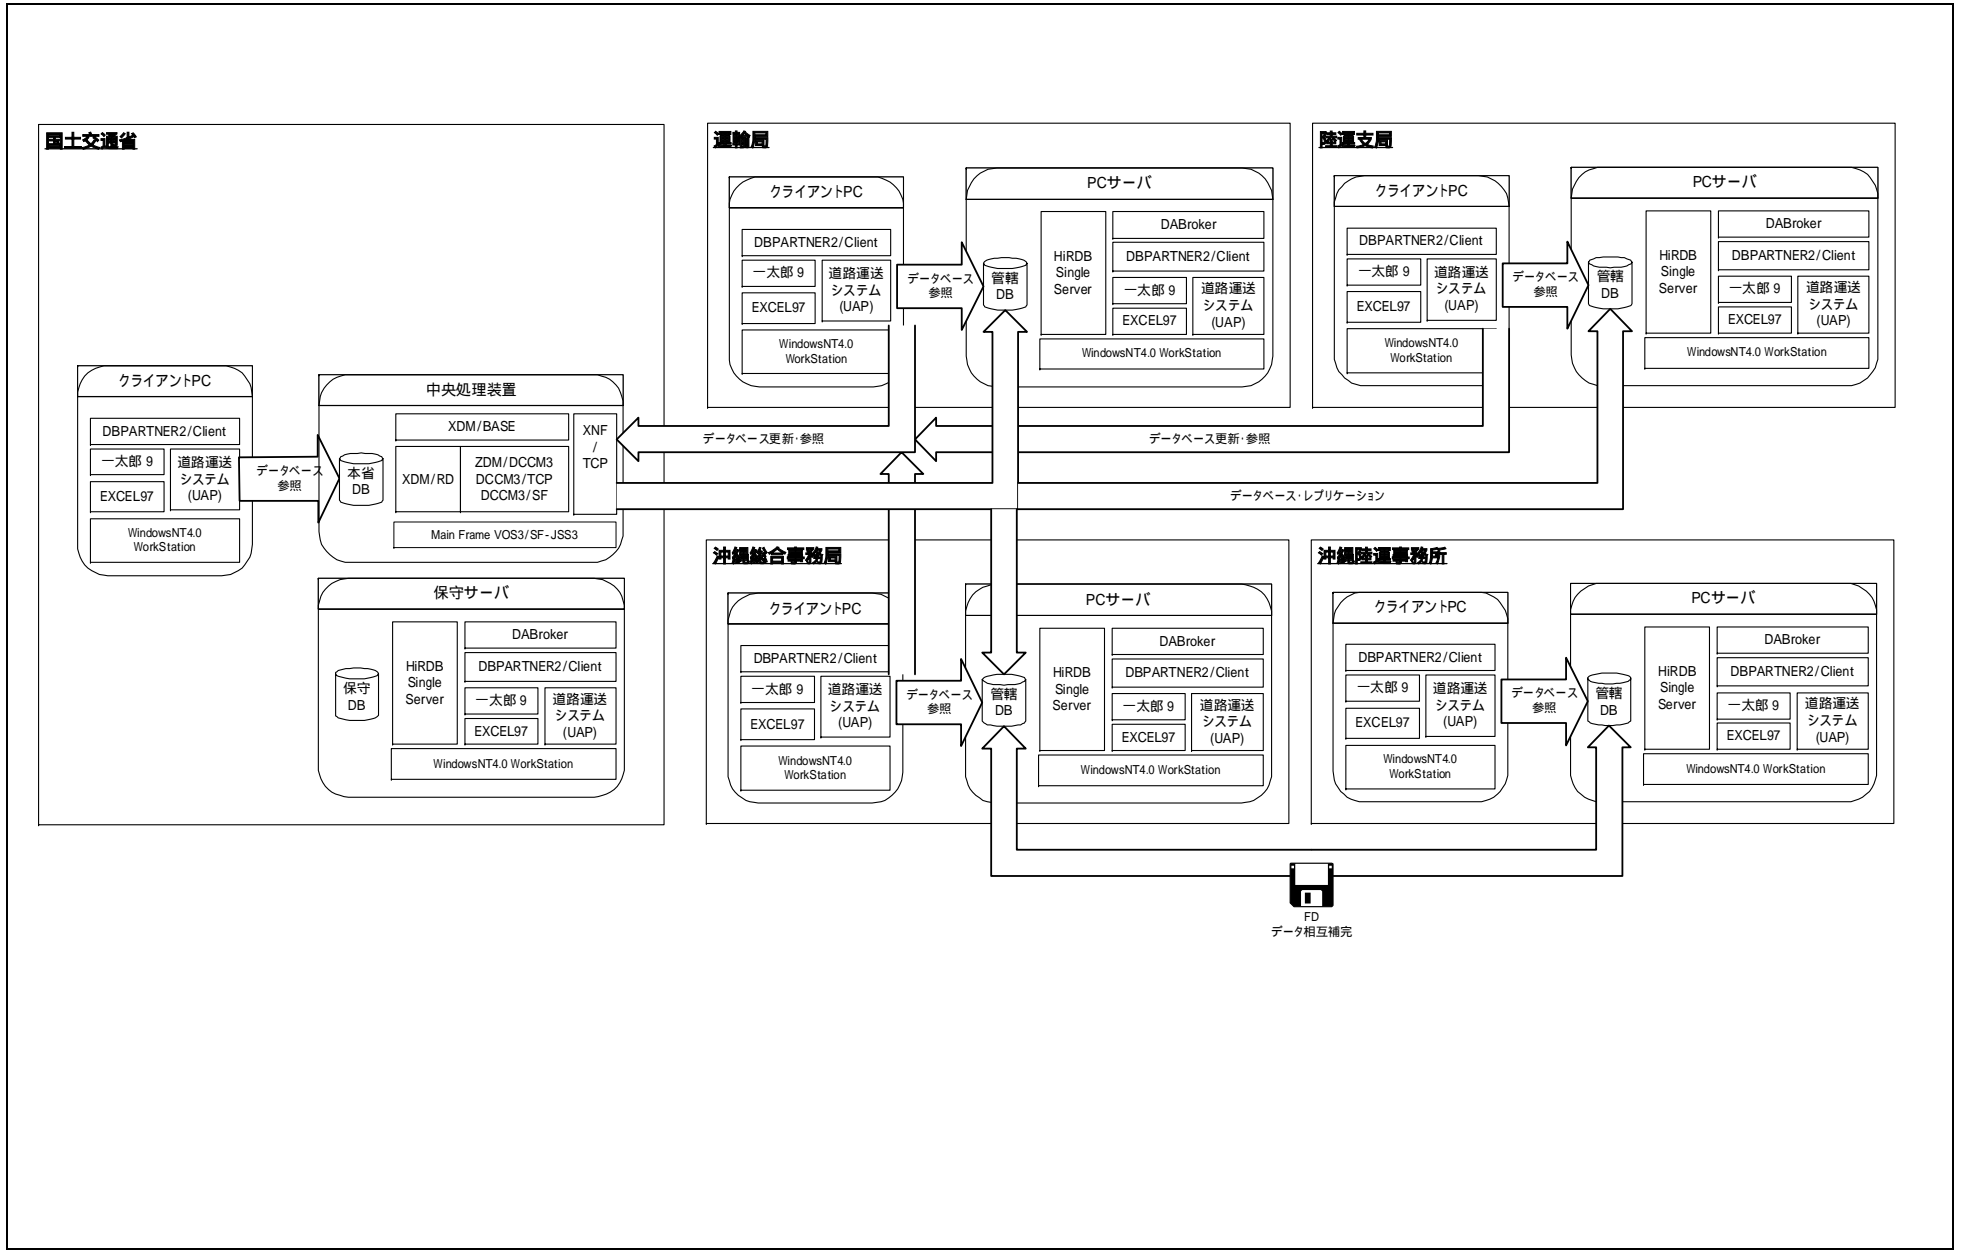 国土交通省
クライアントPC
DBPARTNER2/Client
一太郎 9
EXCEL97
道路運送
システム
(UAP)
WindowsNT4.0
WorkStation
データベース
参照
中央処理装置
本省
DB
XDM/BASE
XDM/RD
ZDM/DCCM3
DCCM3/TCP
DCCM3/SF
XNF
/
TCP
Main Frame VOS3/SF-JSS3
保守サーバ
保守
DB
HiRDB
Single
Server
DABroker
DBPARTNER2/Client
一太郎 9
EXCEL97
道路運送
システム
(UAP)
WindowsNT4.0 WorkStation
運輸局
クライアントPC
DBPARTNER2/Client
一太郎 9
EXCEL97
道路運送
システム
(UAP)
WindowsNT4.0
WorkStation
データベース
参照
PCサーバ
管轄
DB
HiRDB
Single
Server
DABroker
DBPARTNER2/Client
一太郎 9
EXCEL97
道路運送
システム
(UAP)
WindowsNT4.0 WorkStation
陸運支局
クライアントPC
DBPARTNER2/Client
一太郎 9
EXCEL97
道路運送
システム
(UAP)
WindowsNT4.0
WorkStation
データベース
参照
PCサーバ
管轄
DB
HiRDB
Single
Server
DABroker
DBPARTNER2/Client
一太郎 9
EXCEL97
道路運送
システム
(UAP)
WindowsNT4.0 WorkStation
データベース更新・参照
データベース更新・参照
データベース・レプリケーション
沖縄総合事務局
クライアントPC
DBPARTNER2/Client
一太郎 9
EXCEL97
道路運送
システム
(UAP)
WindowsNT4.0
WorkStation
データベース
参照
PCサーバ
管轄
DB
HiRDB
Single
Server
DABroker
DBPARTNER2/Client
一太郎 9
EXCEL97
道路運送
システム
(UAP)
WindowsNT4.0 WorkStation
沖縄陸運事務所
クライアントPC
DBPARTNER2/Client
一太郎 9
EXCEL97
道路運送
システム
(UAP)
WindowsNT4.0
WorkStation
データベース
参照
PCサーバ
管轄
DB
HiRDB
Single
Server
DABroker
DBPARTNER2/Client
一太郎 9
EXCEL97
道路運送
システム
(UAP)
WindowsNT4.0 WorkStation
FD
データ相互補完